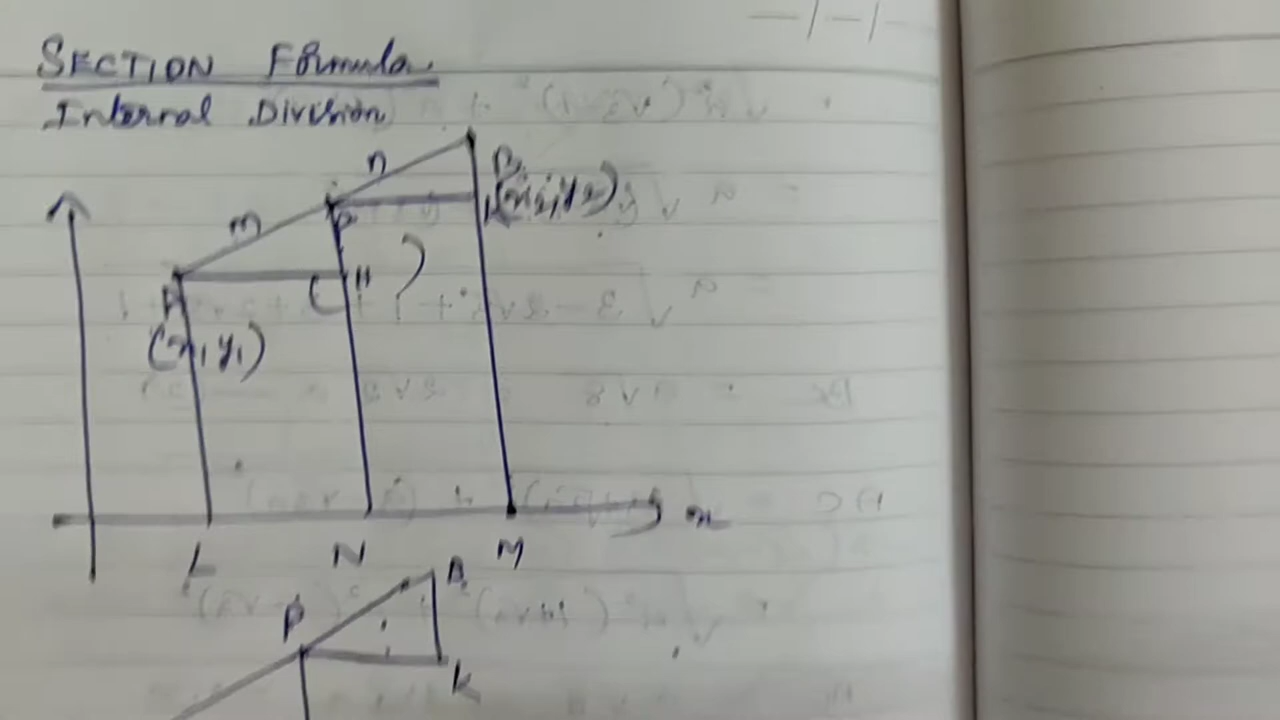 SECTION Formula
Internal Division
n
B
(x2, y2)
m
P
K
A
H
( ?
(x1 y1)
x
L N M
B
P
K